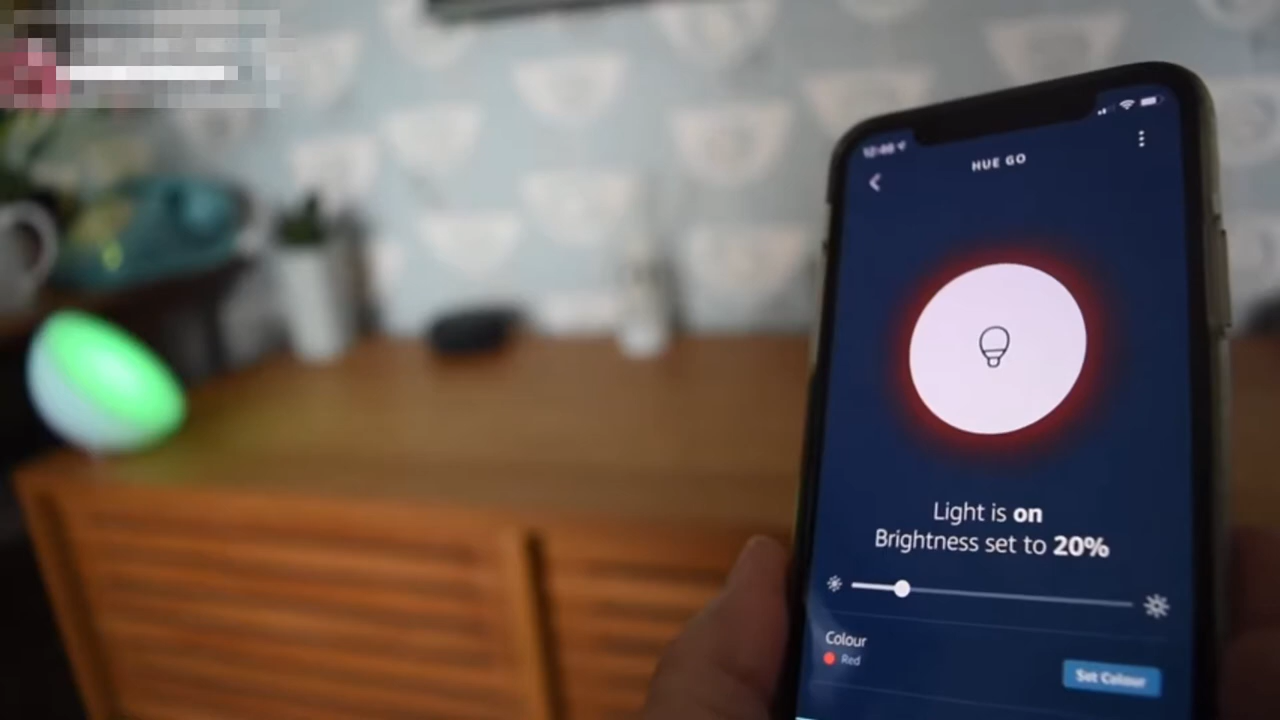 HUE GO
Light is on
Brightness set to 20%
Colour
Red
Set Colour